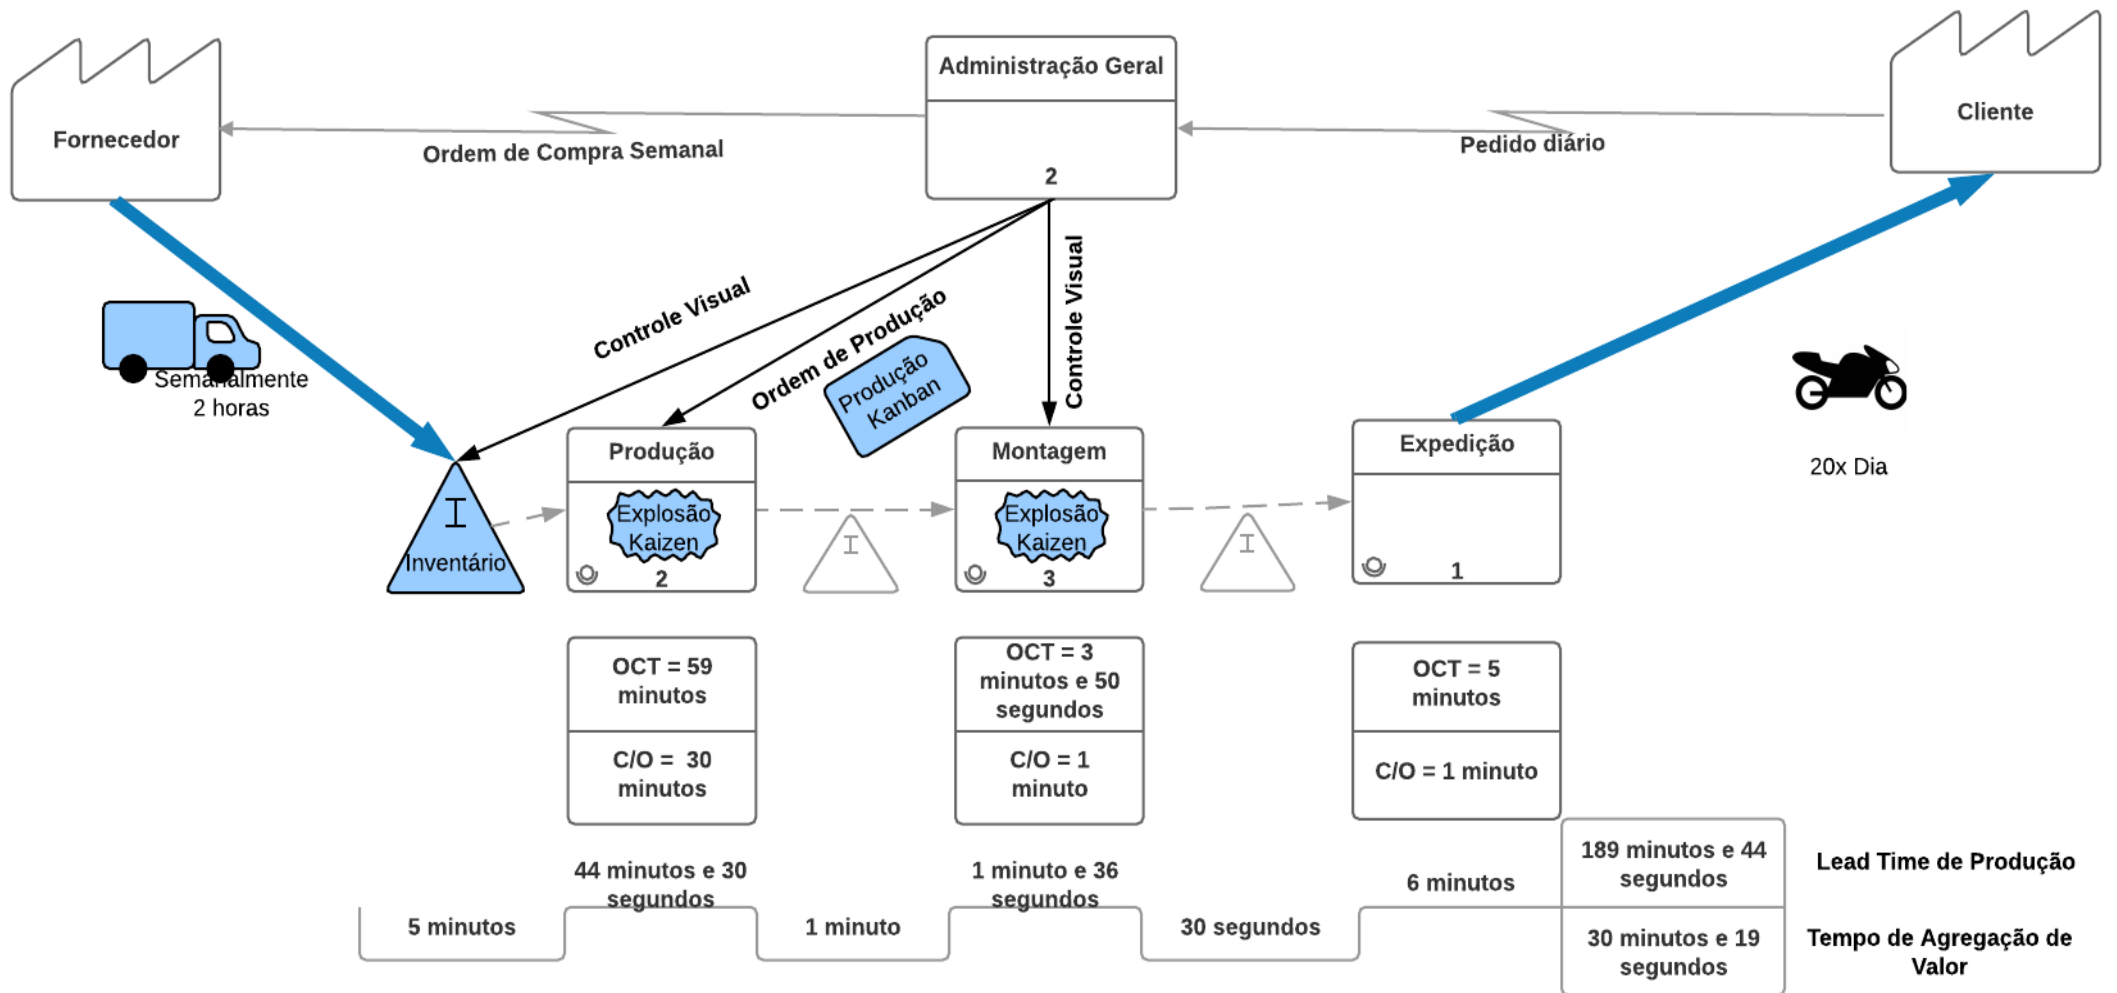 Fornecedor
Ordem de Compra Semanal
Administração Geral
2
Pedido diário
Cliente
Semanalmente
2 horas
Controle Visual
Ordem de Produção
Produção
Kanban
Controle Visual
20x Dia
I
Inventário
Produção
Explosão
Kaizen
2
I
Montagem
Explosão
Kaizen
3
I
Expedição
1
OCT = 59
minutos
C/O =  30
minutos
OCT = 3
minutos e 50
segundos
C/O = 1
minuto
OCT = 5
minutos
C/O = 1 minuto
5 minutos
44 minutos e 30
segundos
1 minuto
1 minuto e 36
segundos
30 segundos
6 minutos
189 minutos e 44
segundos
Lead Time de Produção
30 minutos e 19
segundos
Tempo de Agregação de
Valor